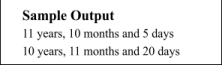 Sample Output
11 years, 10 months and 5 days
10 years, 11 months and 20 days